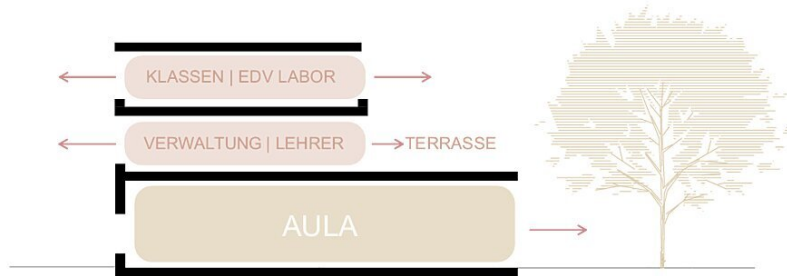 KLASSEN | EDV LABOR
VERWALTUNG | LEHRER TERRASSE
AULA